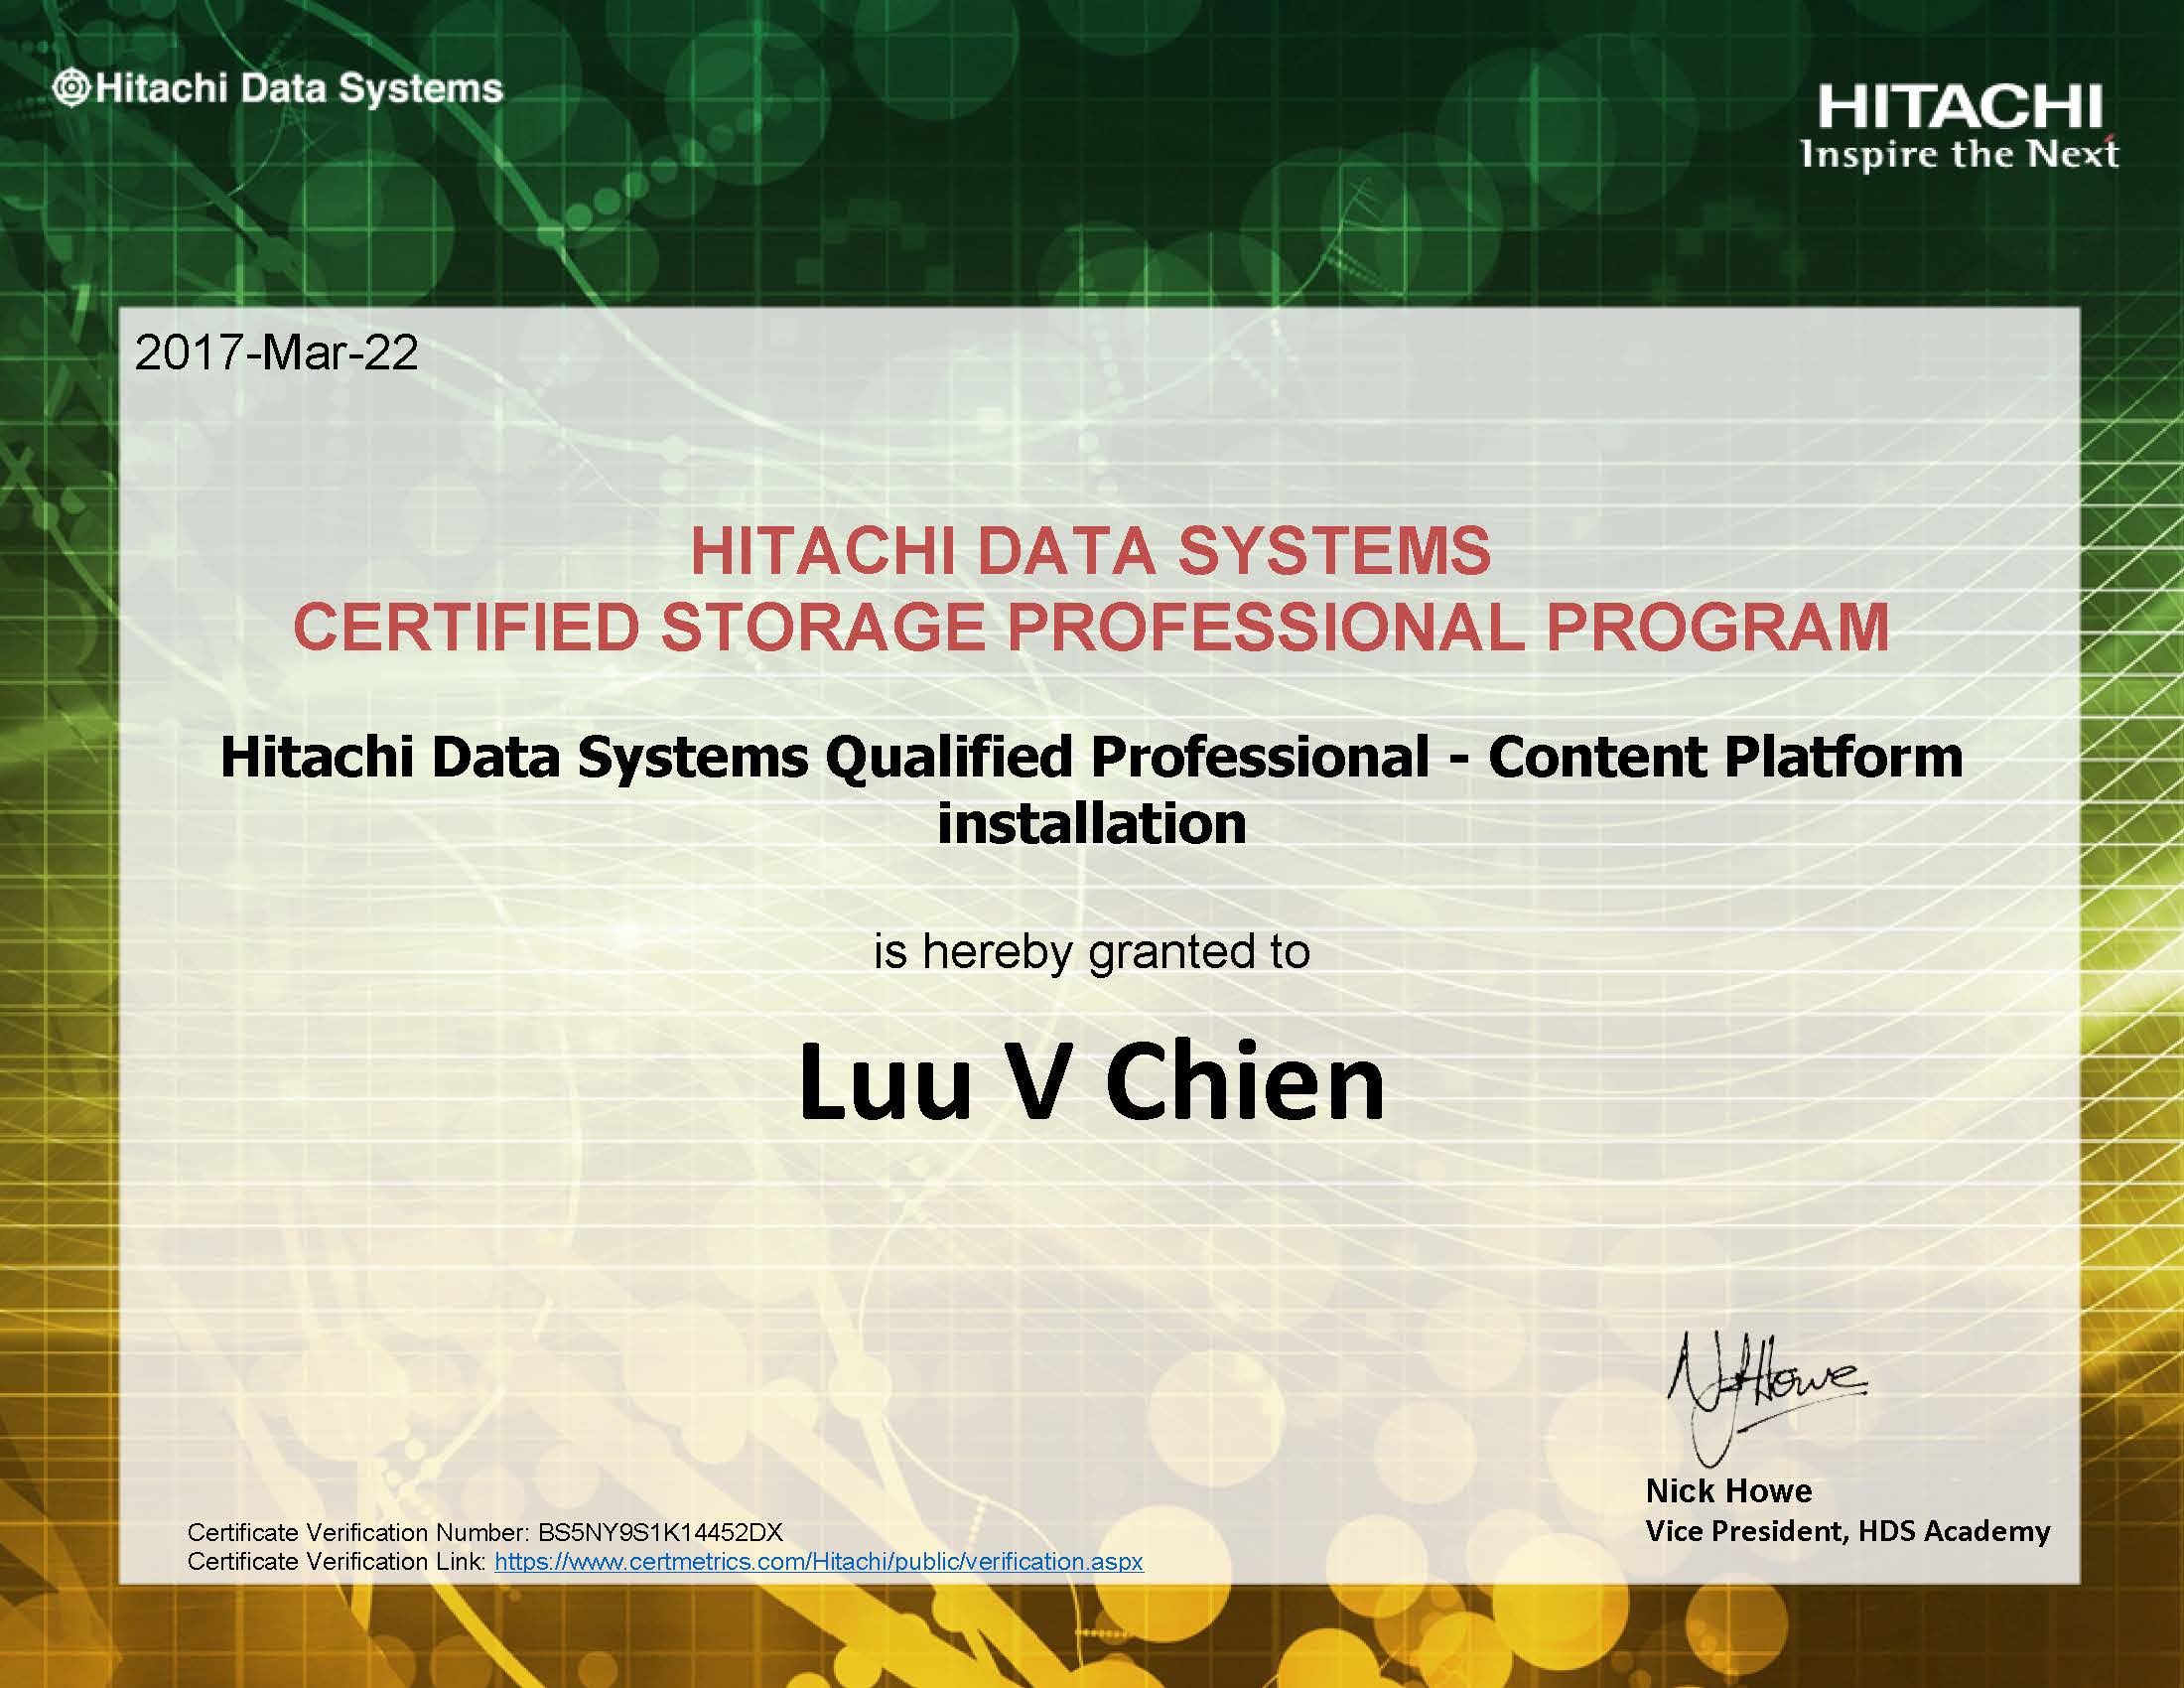 Hitachi Data Systems
HITACHI
Inspire the Next
2017-Mar-22
HITACHI DATA SYSTEMS
CERTIFIED STORAGE PROFESSIONAL PROGRAM
Hitachi Data Systems Qualified Professional - Content Platform
installation
is hereby granted to
Luu V Chien
NJHowe
Nick Howe
Vice President, HDS Academy
Certificate Verification Number: BS5NY9S1K14452DX
Certificate Verification Link: https://www.certmetrics.com/Hitachi/public/verification.aspx